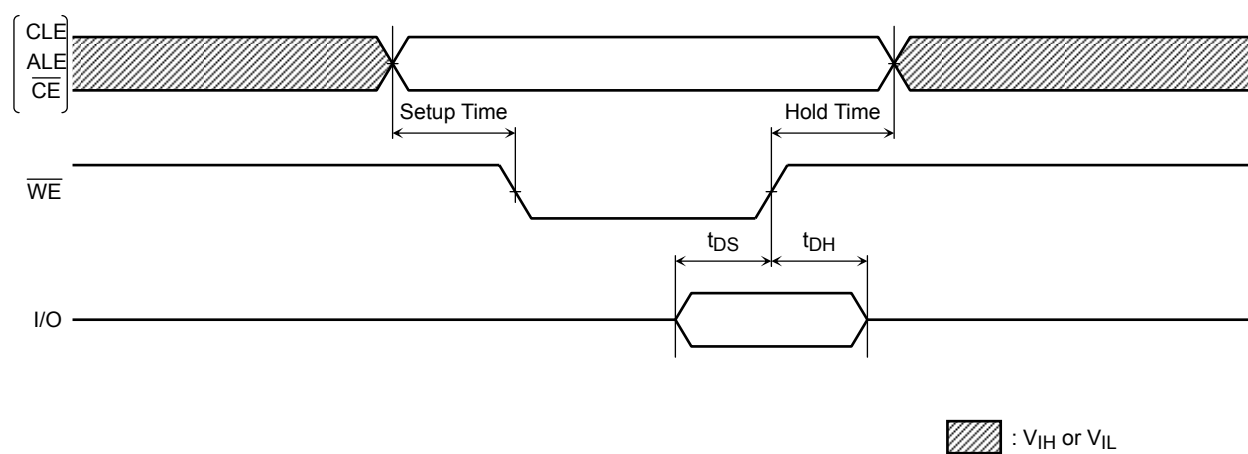 CLE
ALE
CE
Setup Time
Hold Time
WE
tDS
tDH
I/O
: VIH or VIL